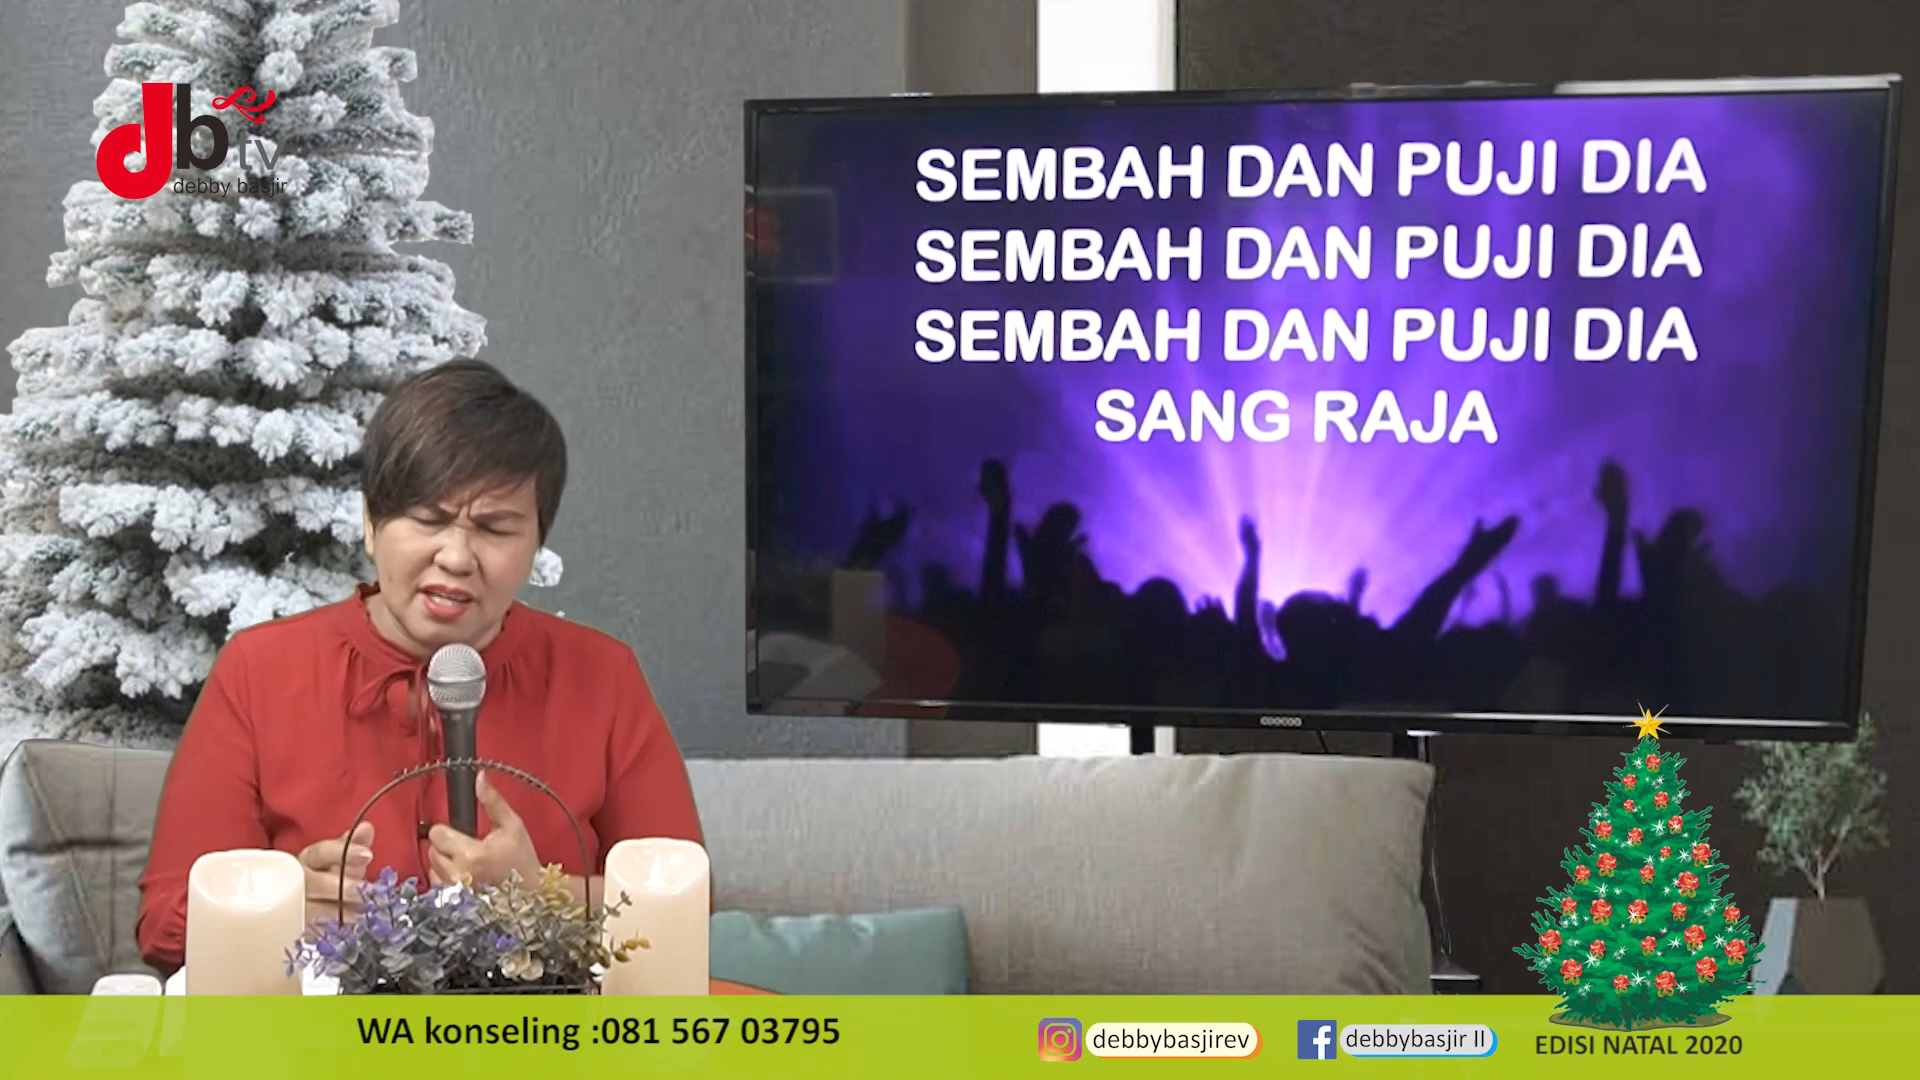 db tv
debby basjir
SEMBAH DAN PUJI DIA
SEMBAH DAN PUJI DIA
SEMBAH DAN PUJI DIA
SANG RAJA
WA konseling :081 567 03795
debbybasjirev
debbybasjir II
EDISI NATAL 2020